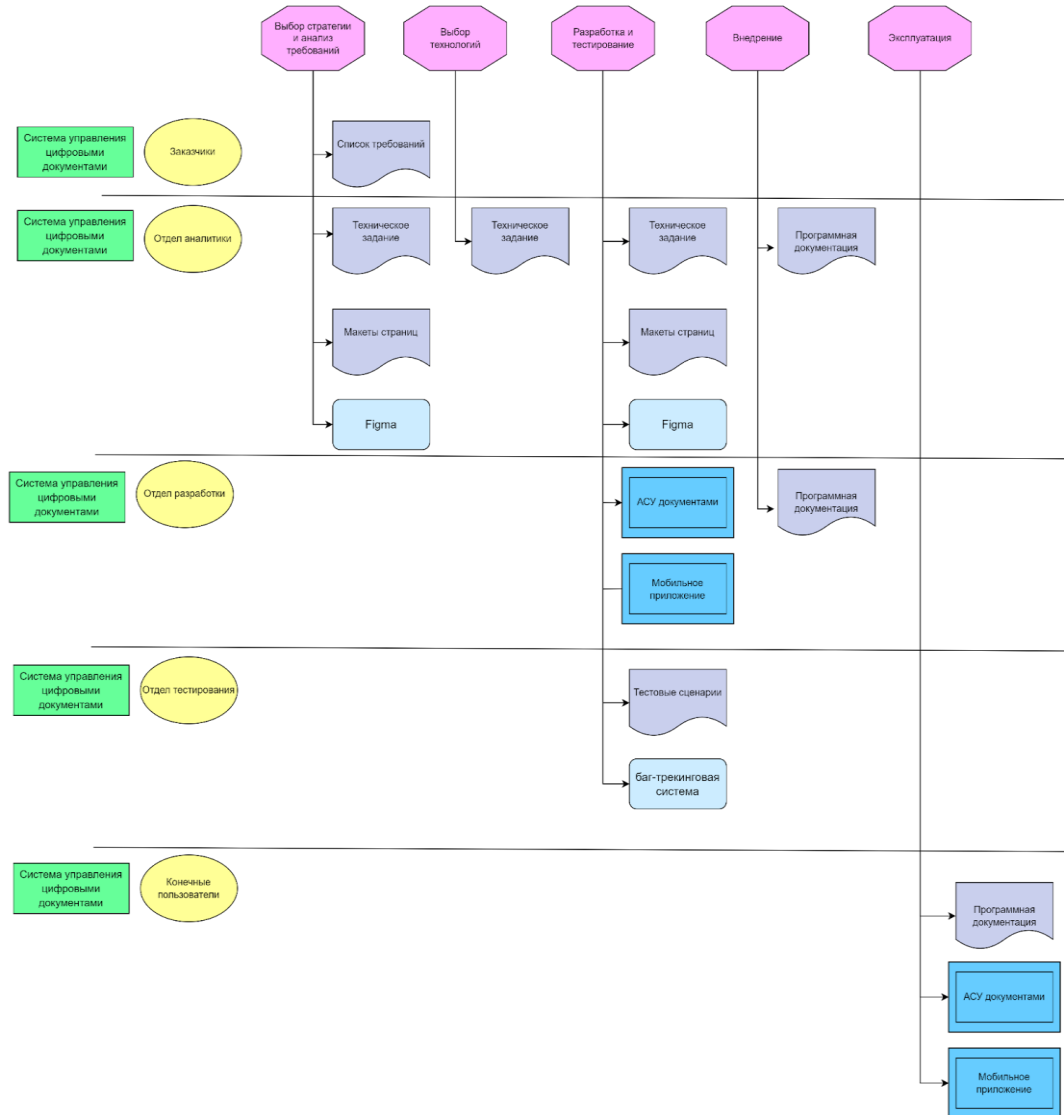 Выбор стратегии
и анализ
требований
Выбор
технологий
Разработка и
тестирование
Внедрение
Эксплуатация
Система управления
цифровыми
документами
Заказчики
Список требований
Система управления
цифровыми
документами
Отдел аналитики
Техническое
задание
Техническое
задание
Техническое
задание
Программная
документация
Макеты страниц
Макеты страниц
Figma
Figma
Система управления
цифровыми
документами
Отдел разработки
АСУ документами
Программная
документация
Мобильное
приложение
Система управления
цифровыми
документами
Отдел тестирования
Тестовые сценарии
баг-трекинговая
система
Система управления
цифровыми
документами
Конечные
пользователи
Программная
документация
АСУ документами
Мобильное
приложение